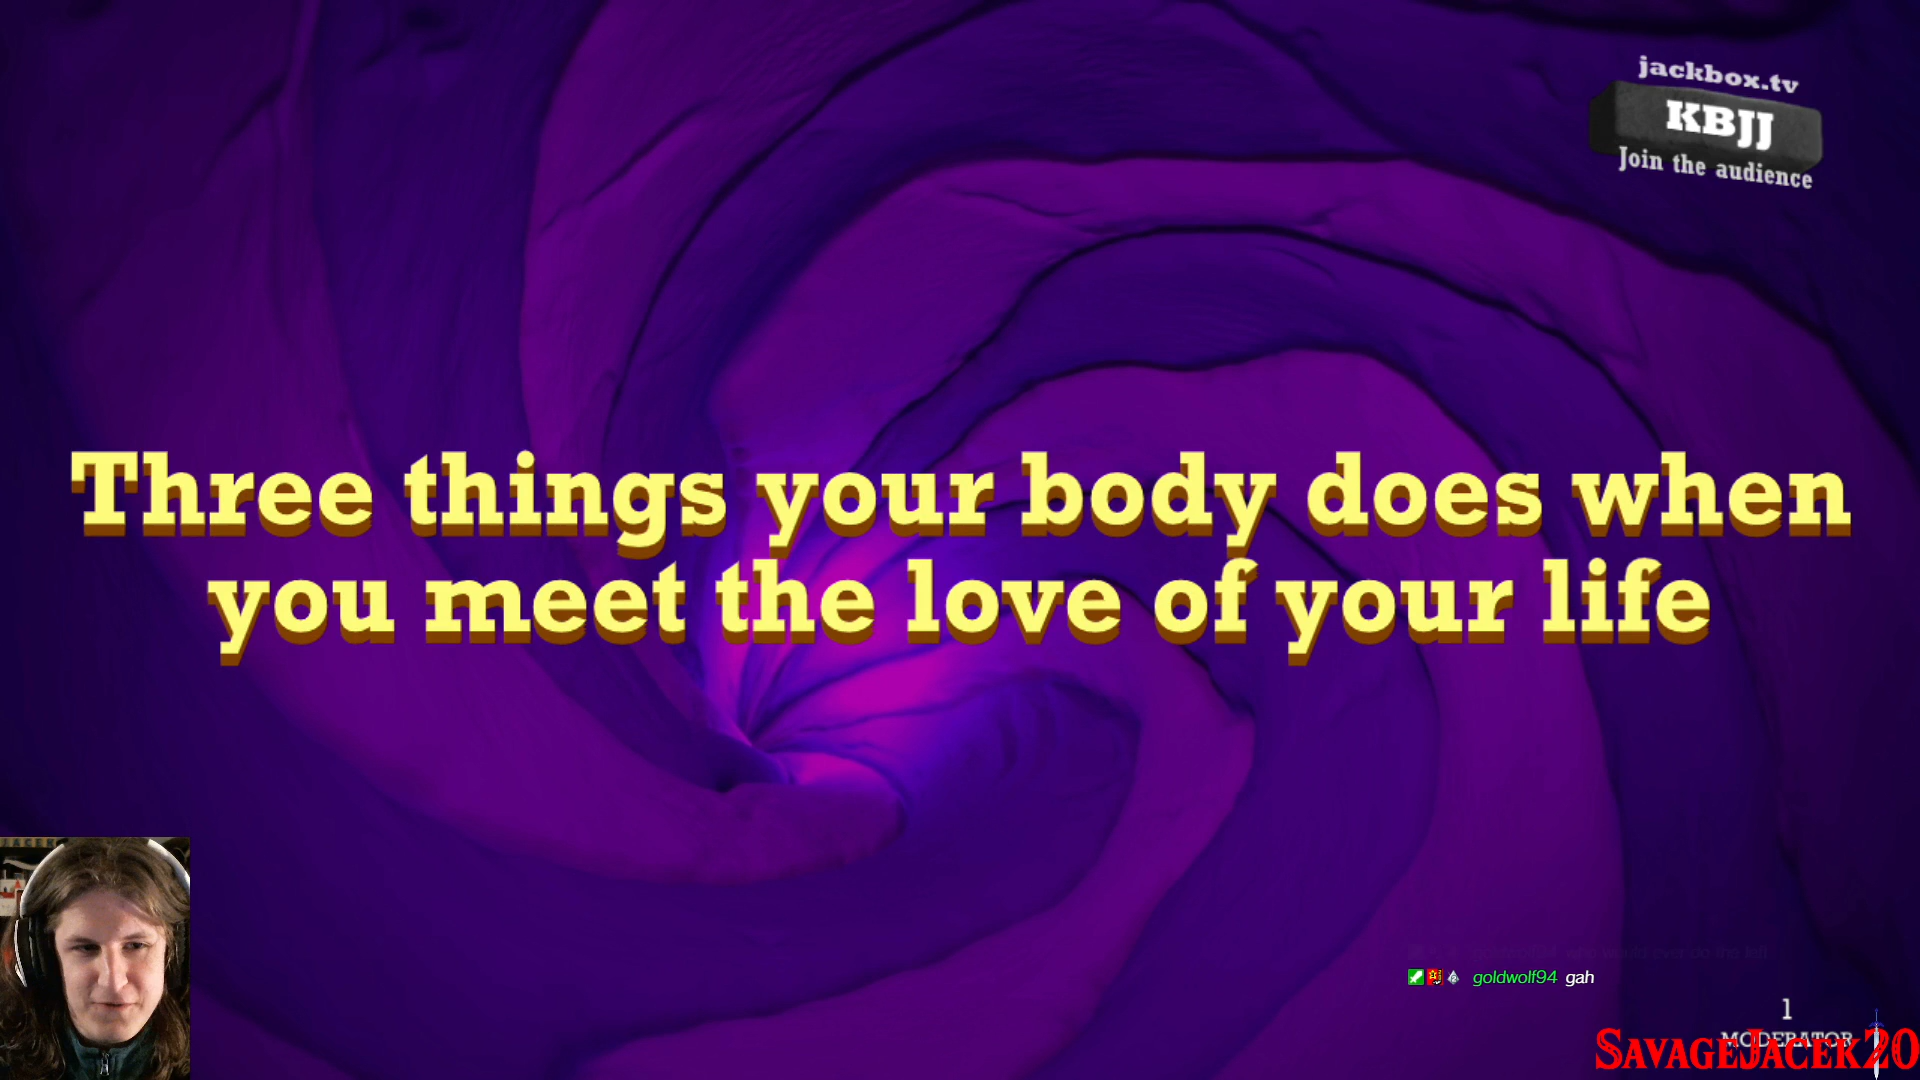 jackbox.tv
KBJJ
Join the audience
Three things your body does when
you meet the love of your life
goldwolf94 gah
1
MODERATOR
SAVAGEJACEK20